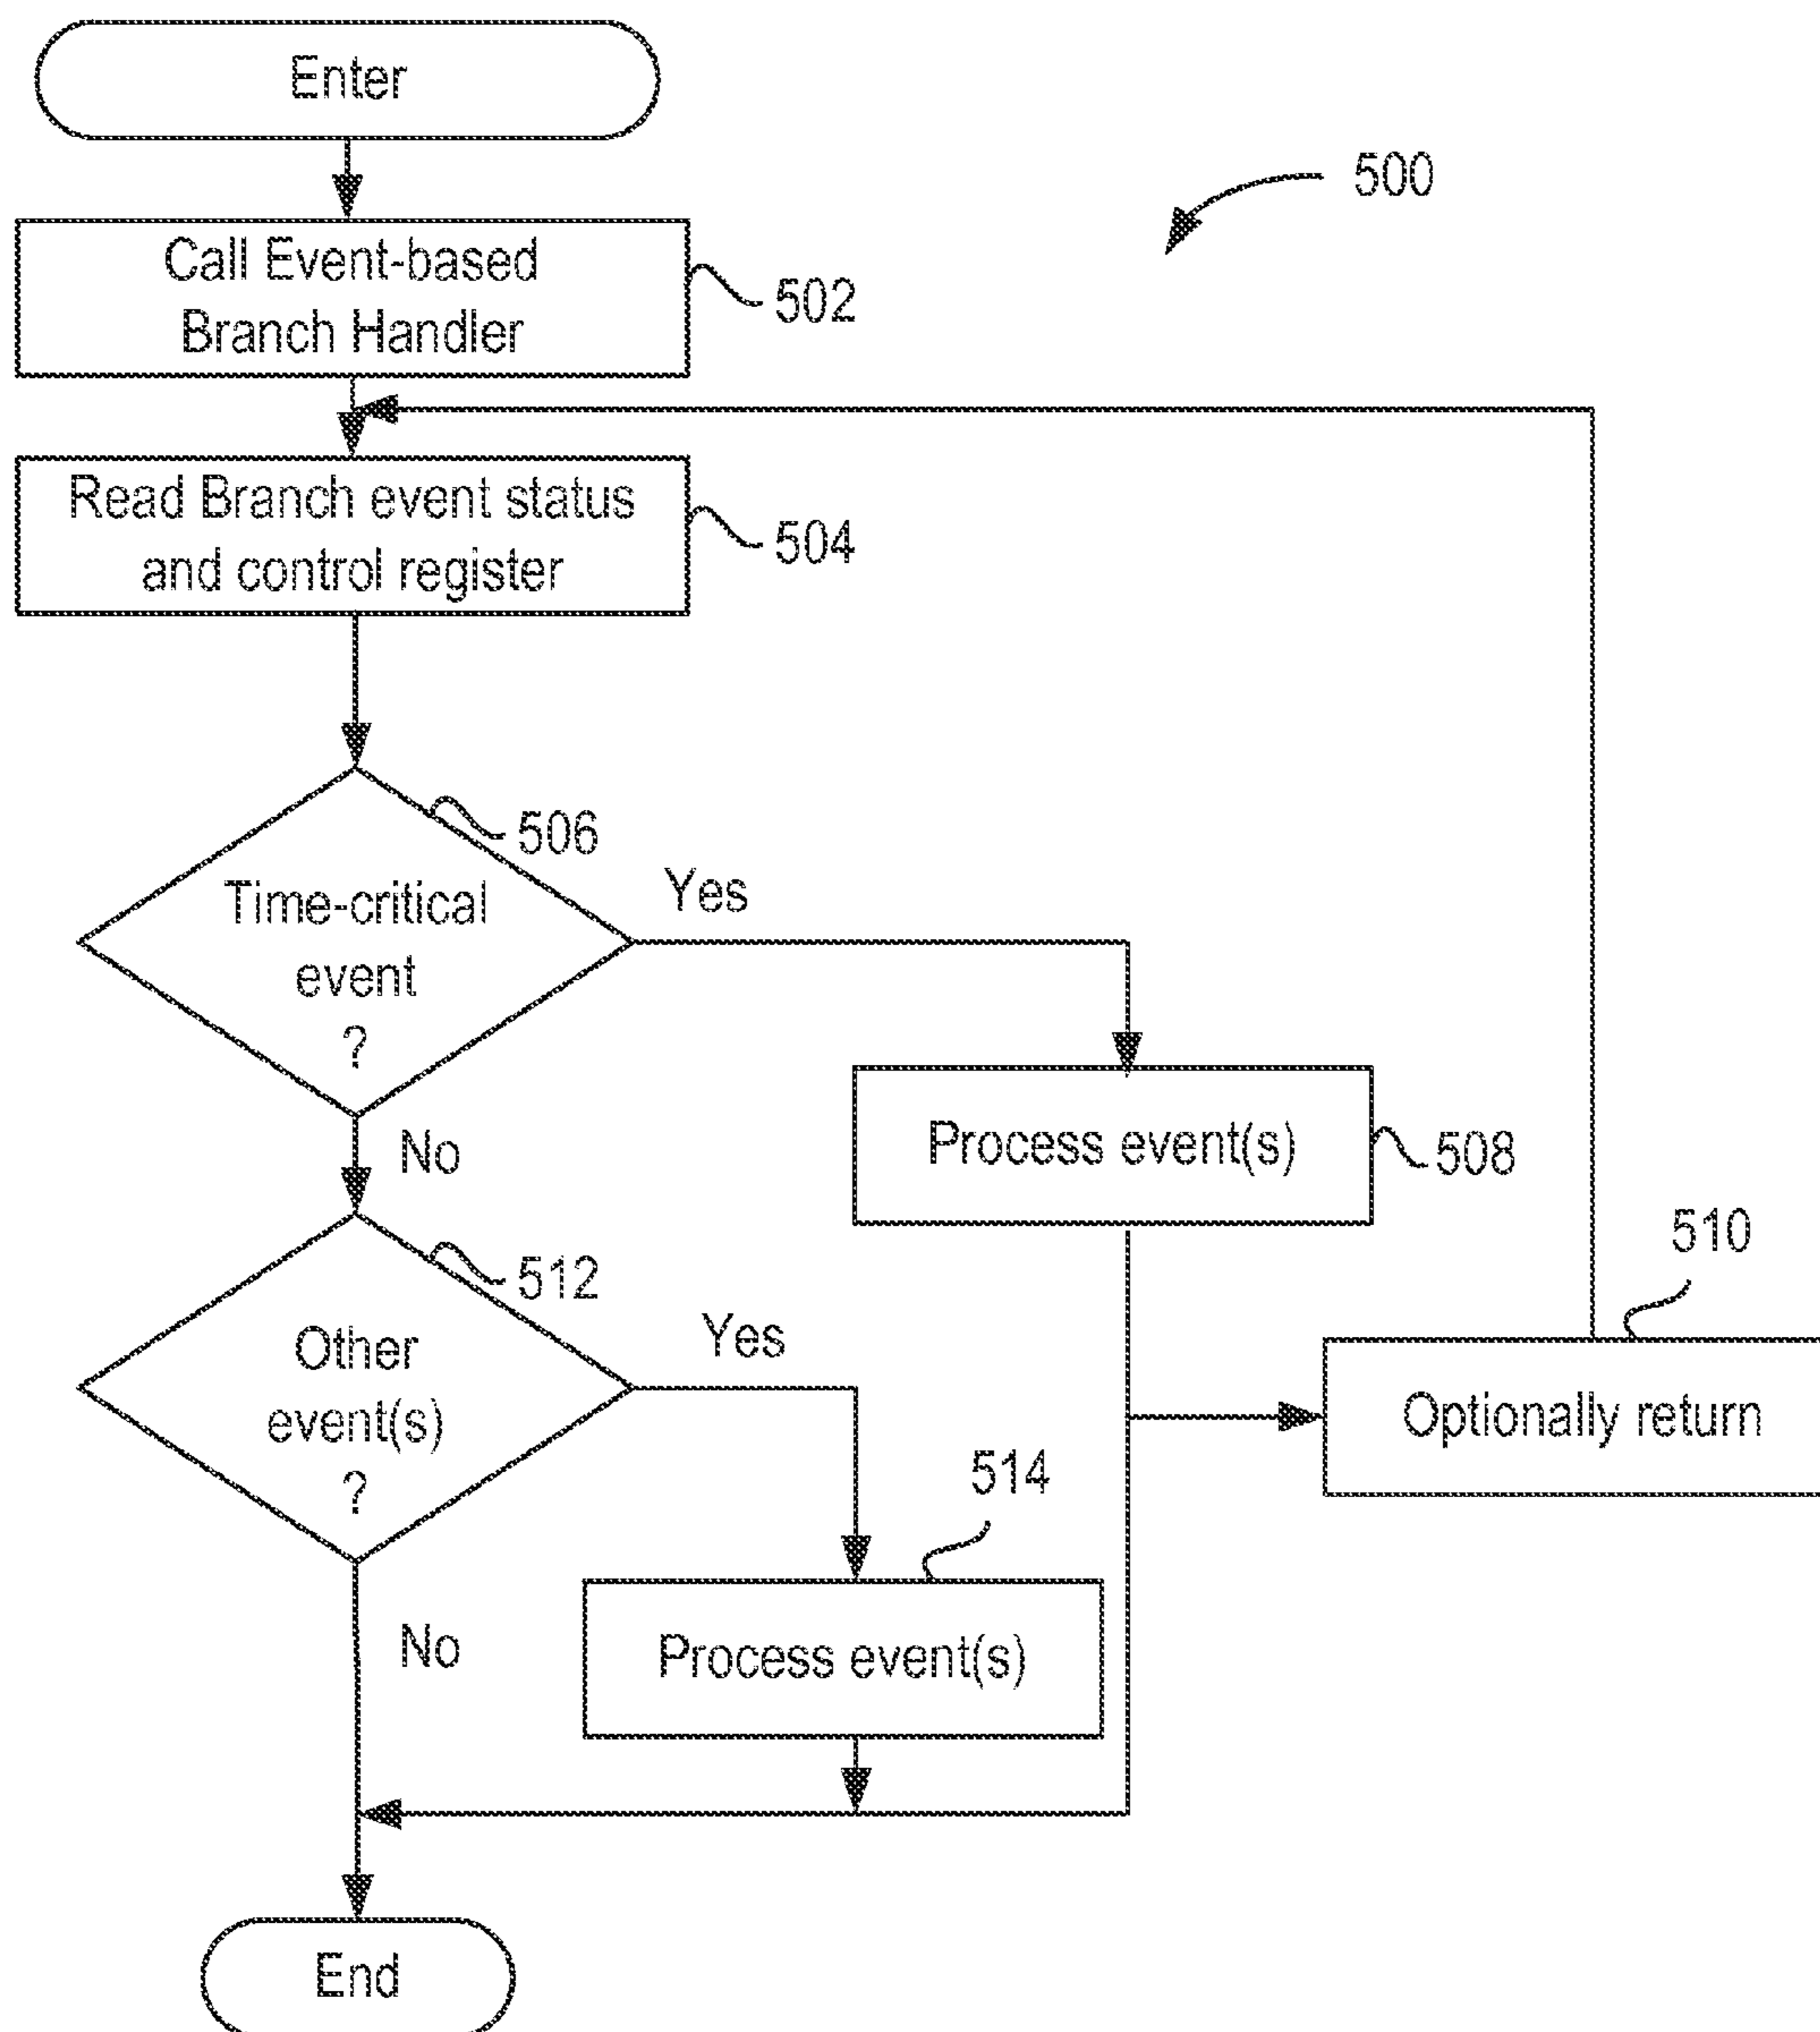 Enter
500
Call Event-based
Branch Handler
502
Read Branch event status
and control register
504
506
Time-critical
event
?
Yes
No
Process event(s)
508
510
Optionally return
512
Other
event(s)
?
Yes
No
514
Process event(s)
End